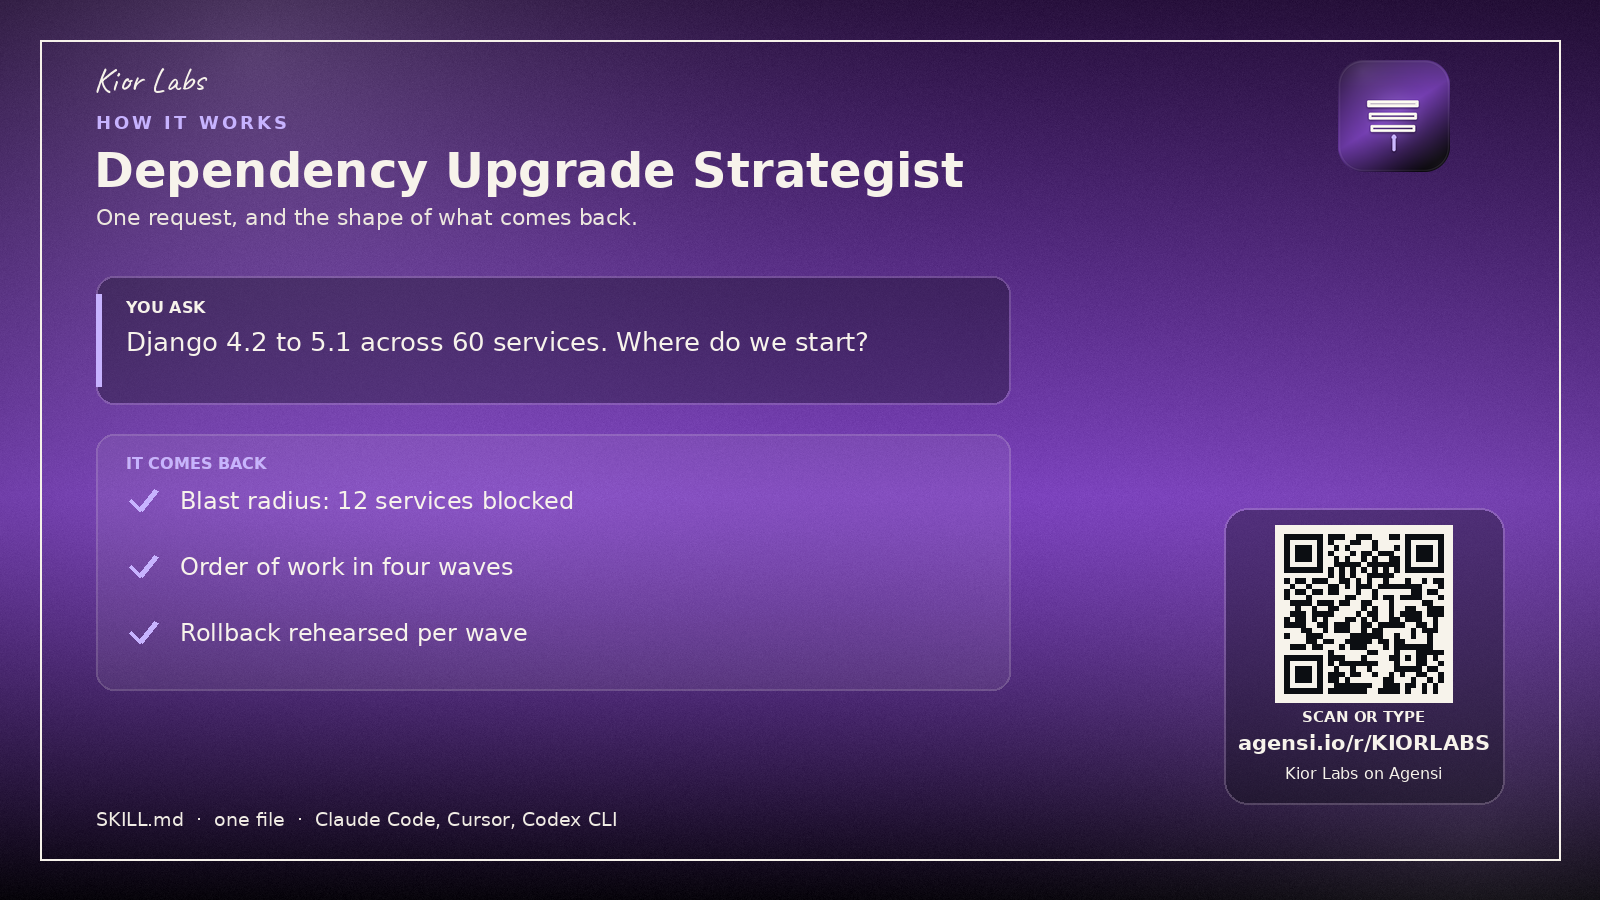 Kior Labs
HOW IT WORKS
Dependency Upgrade Strategist
One request, and the shape of what comes back.
YOU ASK
Django 4.2 to 5.1 across 60 services. Where do we start?
IT COMES BACK
Blast radius: 12 services blocked
Order of work in four waves
Rollback rehearsed per wave
SCAN OR TYPE
agensi.io/r/KIORLABS
Kior Labs on Agensi
SKILL.md · one file · Claude Code, Cursor, Codex CLI